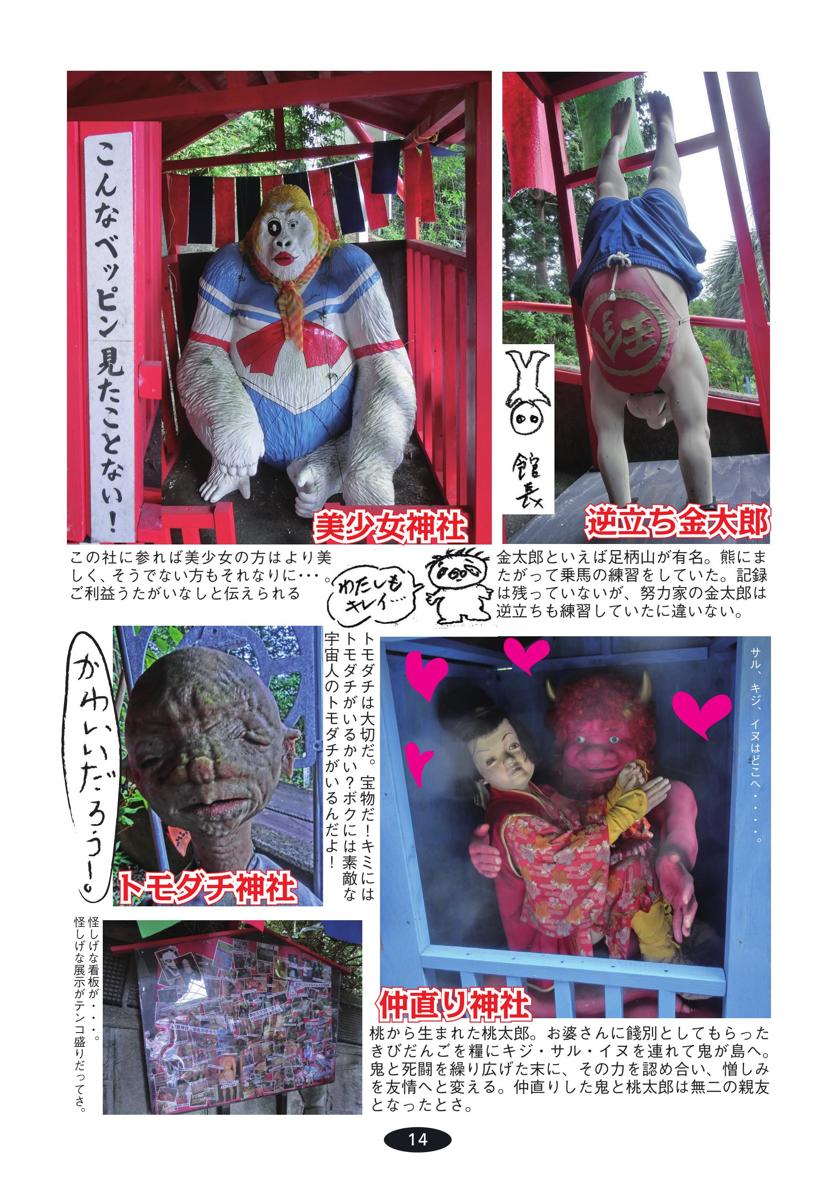 こんなベッピン見たことない！
美少女神社
館長
逆立ち金太郎
この社に参れば美少女の方はより美
しく、そうでない方もそれなりに・・・。
ご利益うたがいなしと伝えられる
わたしも
キレイ…
金太郎といえば足柄山が有名。熊にま
たがって乗馬の練習をしていた。記録
は残っていないが、努力家の金太郎は
逆立ちも練習していたに違いない。
かわいいだろう！
トモダチ神社
トモダチは大切だ。宝物だ！キミには
トモダチがいるかい？ボクには素敵な
宇宙人のトモダチがいるんだよ！
サル、キジ、イヌはどこへ・・・・。
仲直り神社
怪しげな看板が・・・。
怪しげな展示がテンコ盛りだってさ。
桃から生まれた桃太郎。お婆さんに餞別としてもらった
きびだんごを糧にキジ・サル・イヌを連れて鬼が島へ。
鬼と死闘を繰り広げた末に、その力を認め合い、憎しみ
を友情へと変える。仲直りした鬼と桃太郎は無二の親友
となったとさ。
14